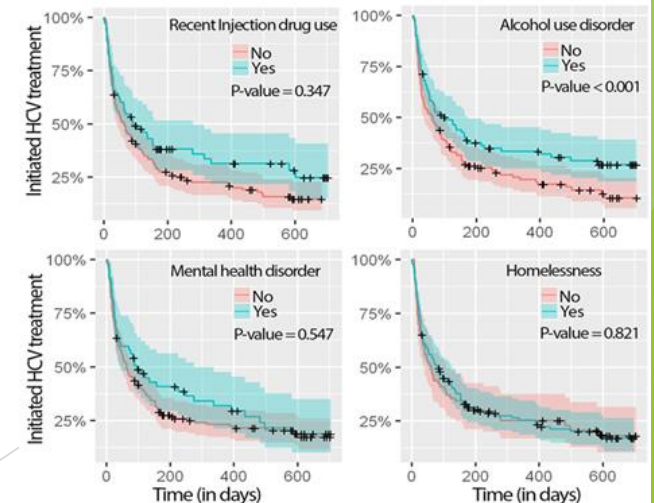 Initiated HCV treatment
100%
75%
50%
25%
Recent Injection drug use
No
Yes
P-value = 0.347
0 200 400 600
100%
75%
50%
25%
Alcohol use disorder
No
Yes
P-value < 0.001
0 200 400 600
Initiated HCV treatment
100%
75%
50%
25%
Mental health disorder
No
Yes
P-value = 0.547
0 200 400 600
Time (in days)
100%
75%
50%
25%
Homelessness
No
Yes
P-value = 0.821
0 200 400 600
Time (in days)